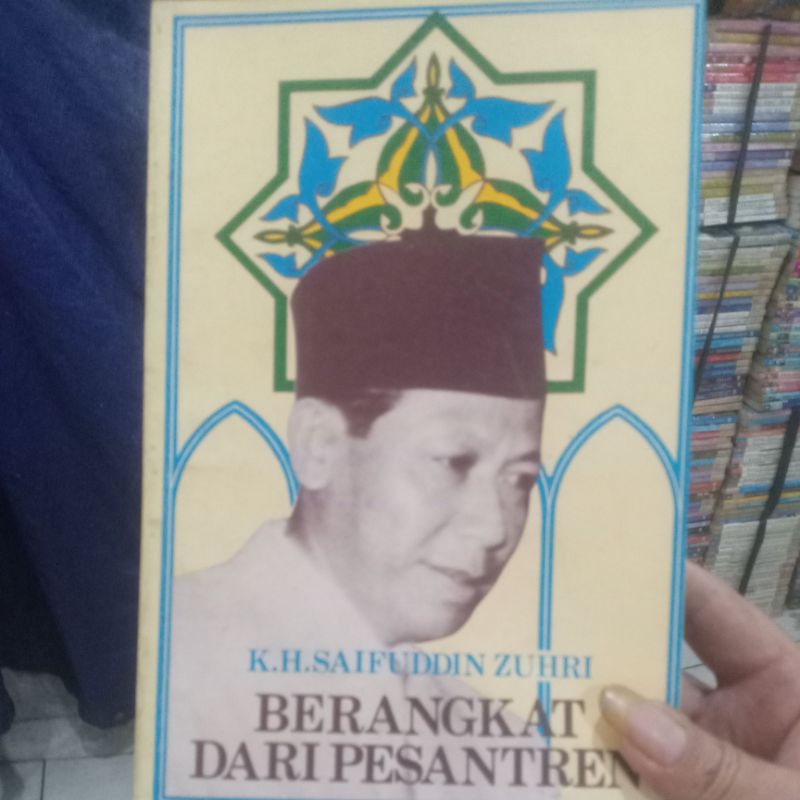 K.H.SAIFUDDIN ZUHRI
BERANGKAT
DARI PESANTREN